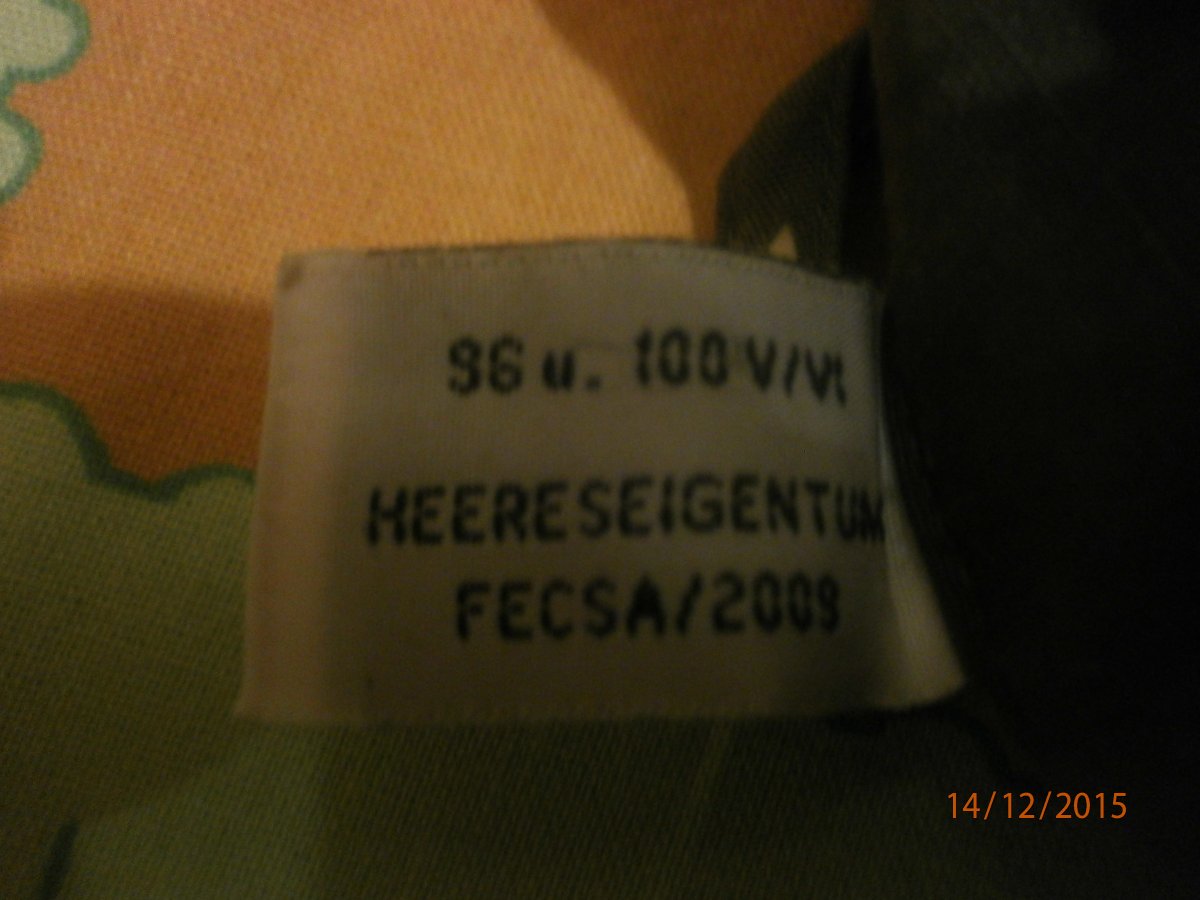 96 u. 100 V/VI
HEERESEIGENTUM
FECSA/2009
14/12/2015